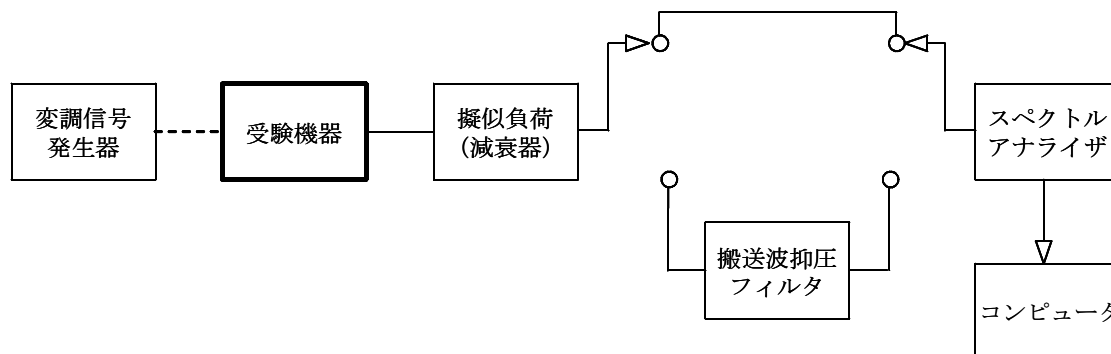 変調信号
発生器
受験機器
擬似負荷
(減衰器)
スペクトル
アナライザ
搬送波抑圧
フィルタ
コンピュータ